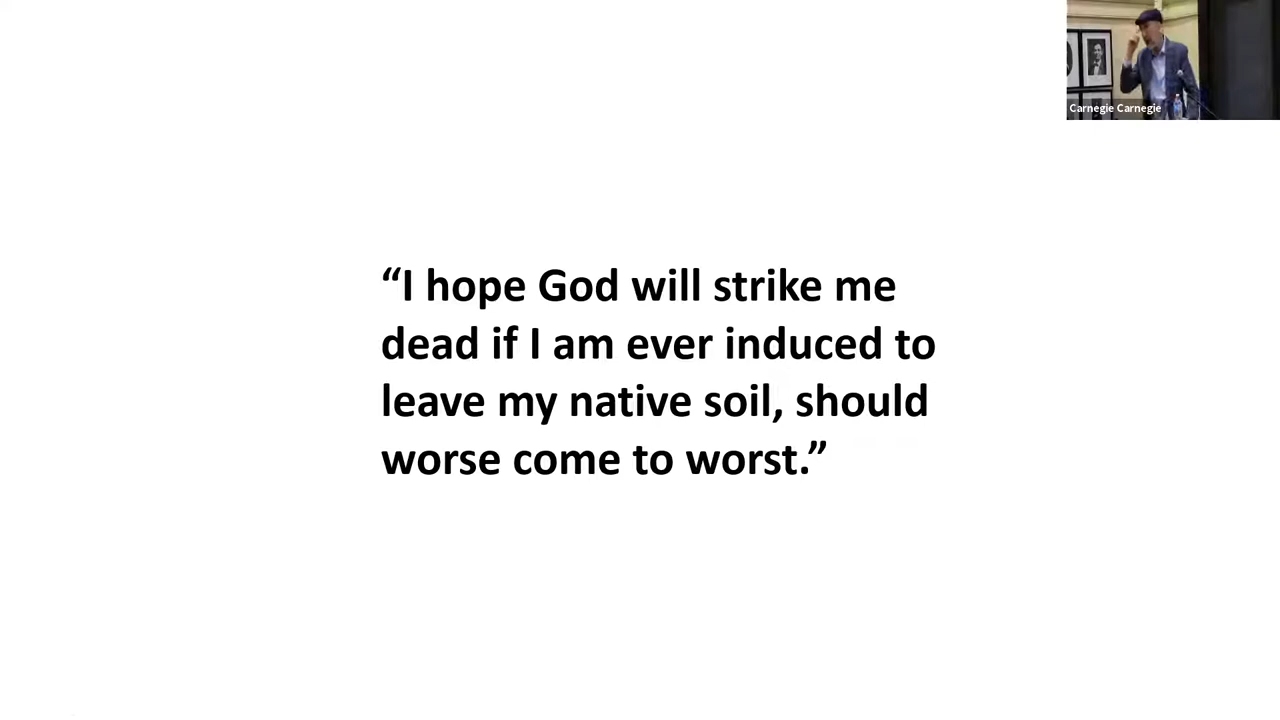 Carnegie Carnegie
“I hope God will strike me
dead if I am ever induced to
leave my native soil, should
worse come to worst.”